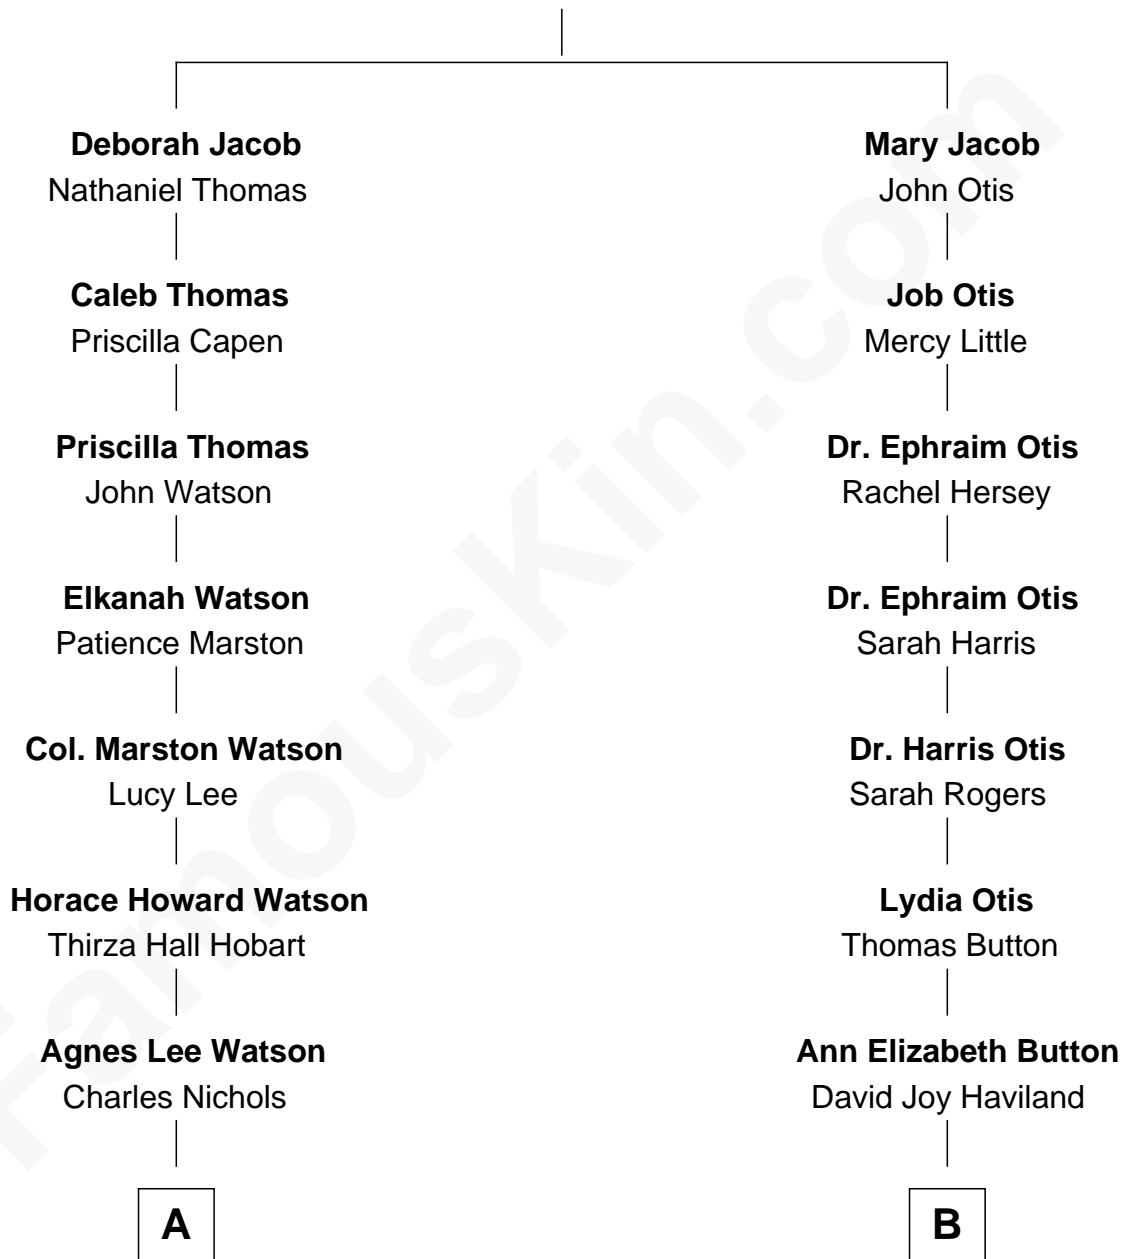 Deborah Jacob
Nathaniel Thomas
Caleb Thomas
Priscilla Capen
Priscilla Thomas
John Watson
Elkanah Watson
Patience Marston
Col. Marston Watson
Lucy Lee
Horace Howard Watson
Thirza Hall Hobart
Agnes Lee Watson
Charles Nichols
A
Mary Jacob
John Otis
Job Otis
Mercy Little
Dr. Ephraim Otis
Rachel Hersey
Dr. Ephraim Otis
Sarah Harris
Dr. Harris Otis
Sarah Rogers
Lydia Otis
Thomas Button
Ann Elizabeth Button
David Joy Haviland
B
FamousKin.com